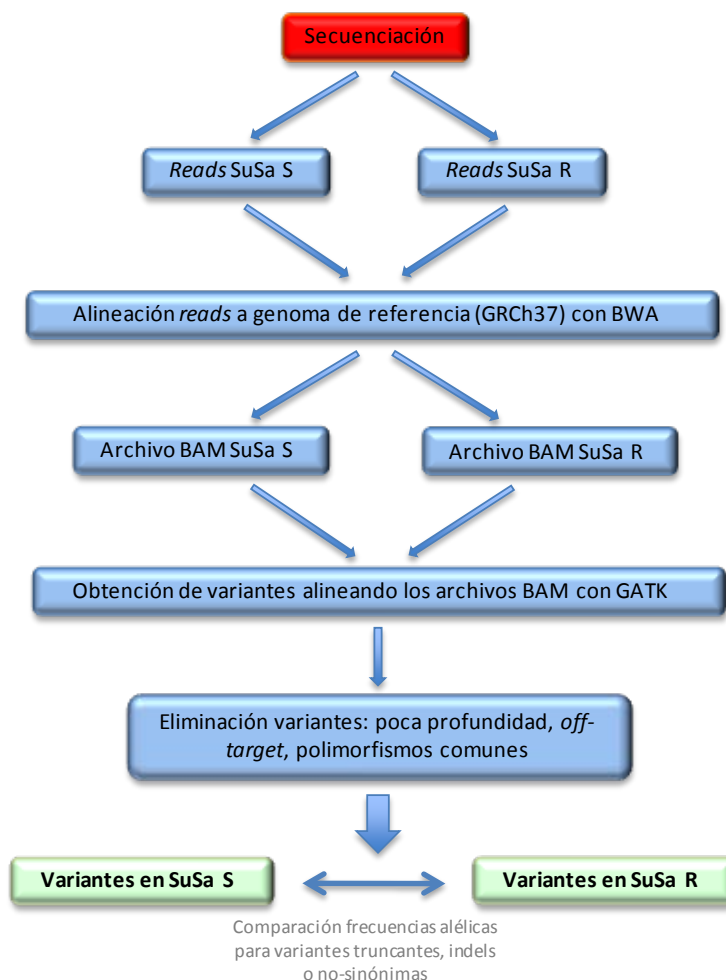 Secuenciación
Reads SuSa S
Reads SuSa R
Alineación reads a genoma de referencia (GRCh37) con BWA
Archivo BAM SuSa S
Archivo BAM SuSa R
Obtención de variantes alineando los archivos BAM con GATK
Eliminación variantes: poca profundidad, off-
target, polimorfismos comunes
Variantes en SuSa S
Variantes en SuSa R
Comparación frecuencias alélicas
para variantes truncantes, indels
o no-sinónimas